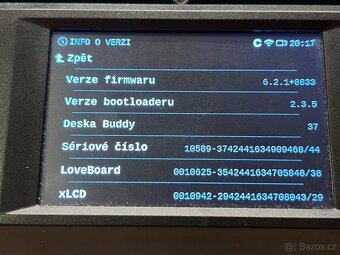 INFO O VERZI 20:17
Zpět
Verze firmwaru 6.2.1+8833
Verze bootloaderu 2.3.5
Deska Buddy 37
Sériové číslo 10589-3742441634909468/44
LoveBoard 0010625-3542441634705848/38
xLCD 0010942-2942441634708043/29
Bazoš.cz